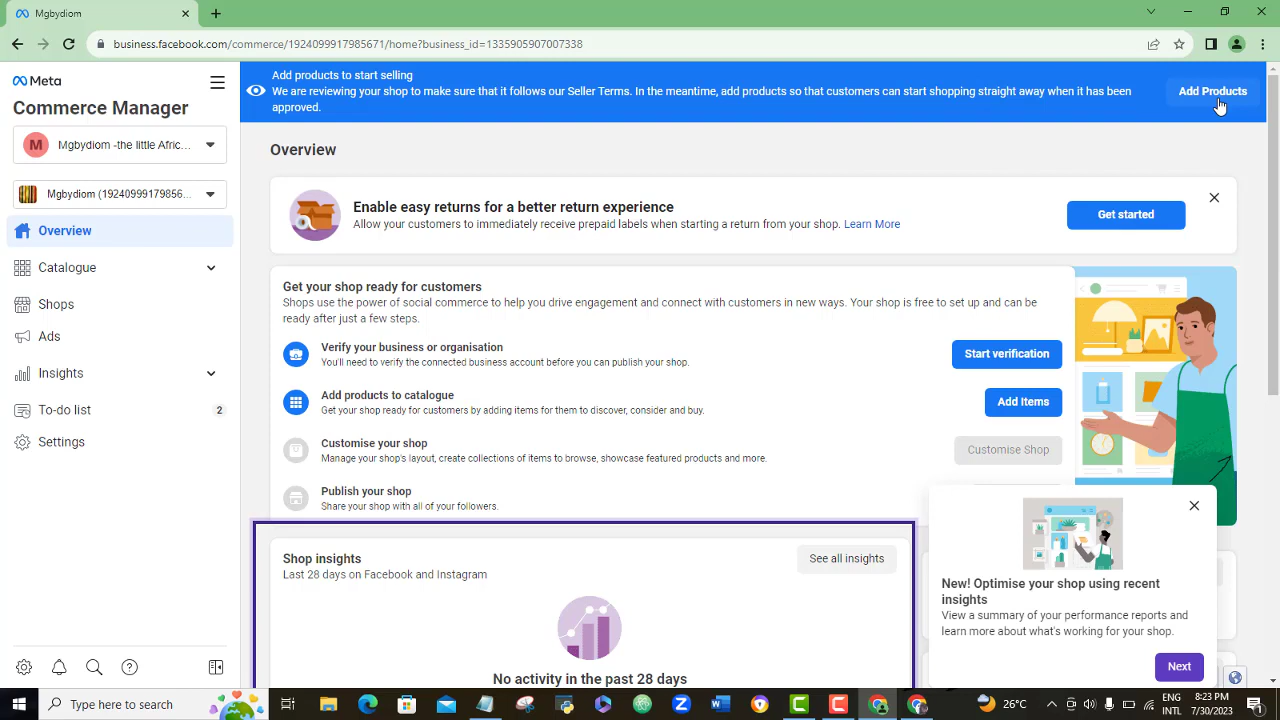 Mgbydiom
business.facebook.com/commerce/1924099917985671/home?business_id=1335905907007338
Meta
Commerce Manager
M
Mgbydiom -the little Afric...
Mgbydiom (19240999179856...
Overview
Catalogue
Shops
Ads
Insights
To-do list
2
Settings
Add products to start selling
We are reviewing your shop to make sure that it follows our Seller Terms. In the meantime, add products so that customers can start shopping straight away when it has been
approved.
Add Products
Overview
Enable easy returns for a better return experience
Allow your customers to immediately receive prepaid labels when starting a return from your shop. Learn More
Get started
Get your shop ready for customers
Shops use the power of social commerce to help you drive engagement and connect with customers in new ways. Your shop is free to set up and can be
ready after just a few steps.
Verify your business or organisation
You'll need to verify the connected business account before you can publish your shop.
Start verification
Add products to catalogue
Get your shop ready for customers by adding items for them to discover, consider and buy.
Add Items
Customise your shop
Manage your shop's layout, create collections of items to browse, showcase featured products and more.
Customise Shop
Publish your shop
Share your shop with all of your followers.
Shop insights
Last 28 days on Facebook and Instagram
See all insights
No activity in the past 28 days
New! Optimise your shop using recent
insights
View a summary of your performance reports and
learn more about what's working for your shop.
Next
Type here to search
26°C
ENG
INTL
8:23 PM
7/30/2023